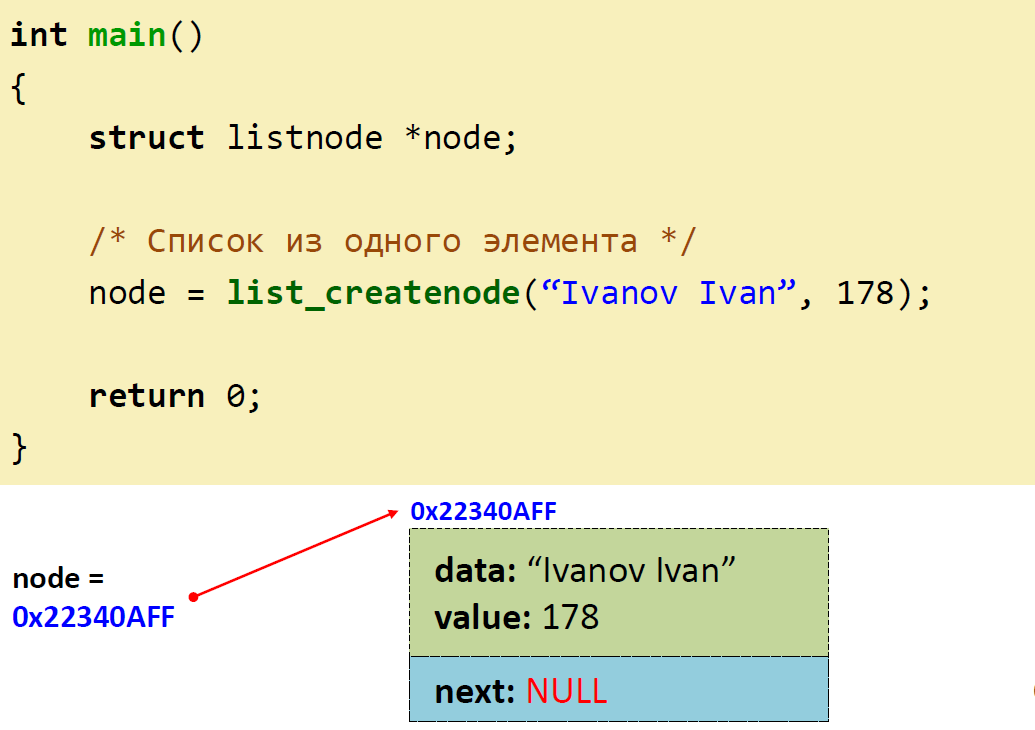 int main()
{
    struct listnode *node;
    /* Список из одного элемента */
    node = list_createnode(“Ivanov Ivan”, 178);
    return 0;
}
0x22340AFF
node =
0x22340AFF
data: “Ivanov Ivan”
value: 178
next: NULL